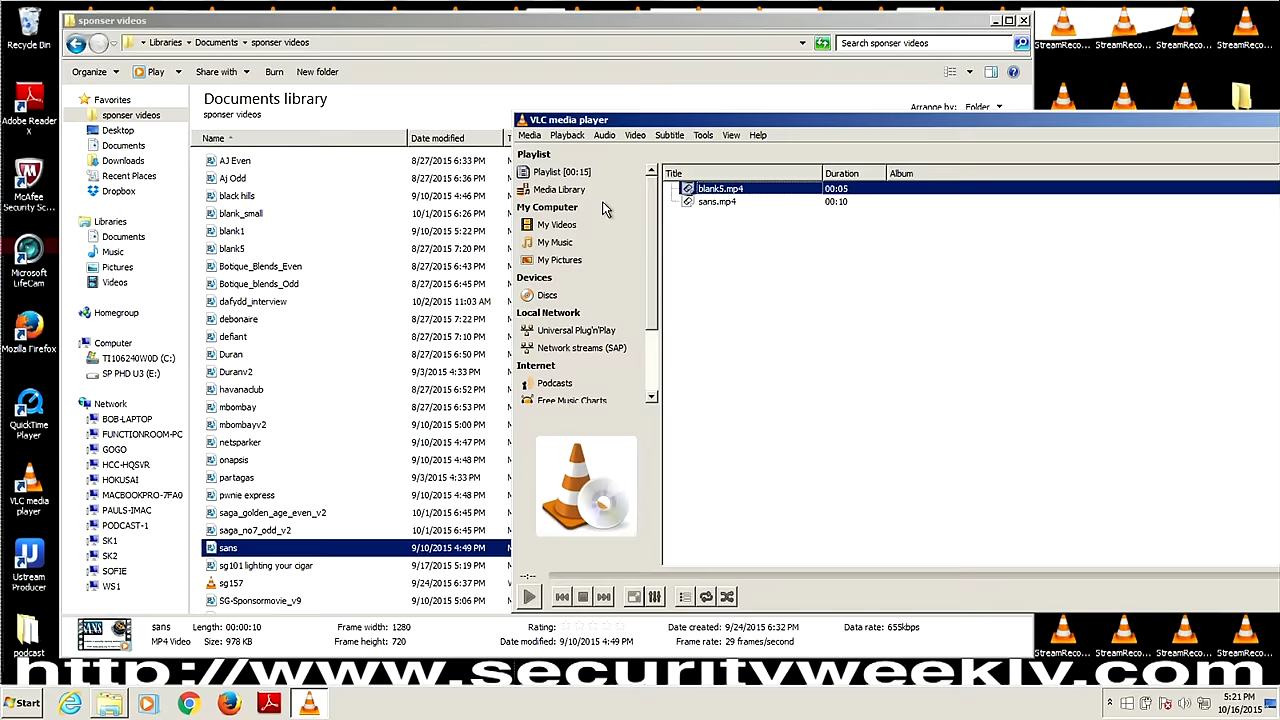 Recycle Bin
Adobe Reader X
McAfee Security Sc...
Microsoft LifeCam
Mozilla Firefox
QuickTime Player
VLC media player
Ustream Producer
podcast
sponser videos
Libraries Documents sponser videos
Search sponser videos
Organize Play Share with Burn New folder
Documents library
sponser videos
Arrange by: Folder
Favorites
sponser videos
Desktop
Documents
Downloads
Recent Places
Dropbox
Libraries
Documents
Music
Pictures
Videos
Homegroup
Computer
TI106240W0D (C:)
SP PHD U3 (E:)
Network
BOB-LAPTOP
FUNCTIONROOM-PC
GOGO
HCC-HQSVR
HOKUSAI
MACBOOKPRO-7FA0
PAULS-IMAC
PODCAST-1
SK1
SK2
SOFIE
WS1
Name Date modified
AJ Even 8/27/2015 6:33 PM
Aj Odd 8/27/2015 6:36 PM
black hills 9/10/2015 4:46 PM
blank_small 10/1/2015 6:26 PM
blank1 9/10/2015 5:22 PM
blank5 8/27/2015 7:20 PM
Botique_Blends_Even 8/27/2015 6:43 PM
Botique_blends_Odd 8/27/2015 6:36 PM
dafydd_interview 10/2/2015 11:03 AM
debonaire 8/27/2015 7:22 PM
defiant 8/27/2015 7:10 PM
Duran 8/27/2015 6:50 PM
Duranv2 9/3/2015 4:33 PM
havanaclub 8/27/2015 6:52 PM
mbombay 8/27/2015 6:53 PM
mbombayv2 9/10/2015 5:00 PM
netsparker 9/10/2015 4:47 PM
onapsis 9/10/2015 4:48 PM
partagas 9/3/2015 4:33 PM
pwnie express 9/10/2015 4:48 PM
saga_golden_age_even_v2 10/1/2015 6:45 PM
saga_no7_odd_v2 10/1/2015 6:45 PM
sans 9/10/2015 4:49 PM
sg101 lighting your cigar 9/17/2015 5:19 PM
sg157 9/24/2015 6:37 PM
SG-Sponsormovie_v9 9/10/2015 5:06 PM
sans Length: 00:00:10 Frame width: 1280 Rating: Date created: 9/24/2015 6:32 PM Data rate: 655kbps
MP4 Video Size: 978 KB Frame height: 720 Date modified: 9/10/2015 4:49 PM Frame rate: 29 frames/second
VLC media player
Media Playback Audio Video Subtitle Tools View Help
Playlist
Playlist [00:15]
Media Library
My Computer
My Videos
My Music
My Pictures
Devices
Discs
Local Network
Universal Plug'n'Play
Network streams (SAP)
Internet
Podcasts
Free Music Charts
Title Duration Album
blank5.mp4 00:05
sans.mp4 00:10
--:--
StreamReco... StreamReco... StreamReco... StreamReco...
StreamReco... StreamReco... StreamReco... StreamReco...
http://www.securityweekly.com
Start
5:21 PM
10/16/2015